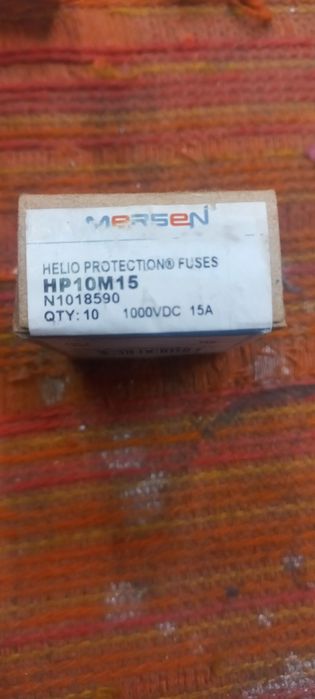 MERSEN
HELIO PROTECTION® FUSES
HP10M15
N1018590
QTY: 10 1000VDC 15A